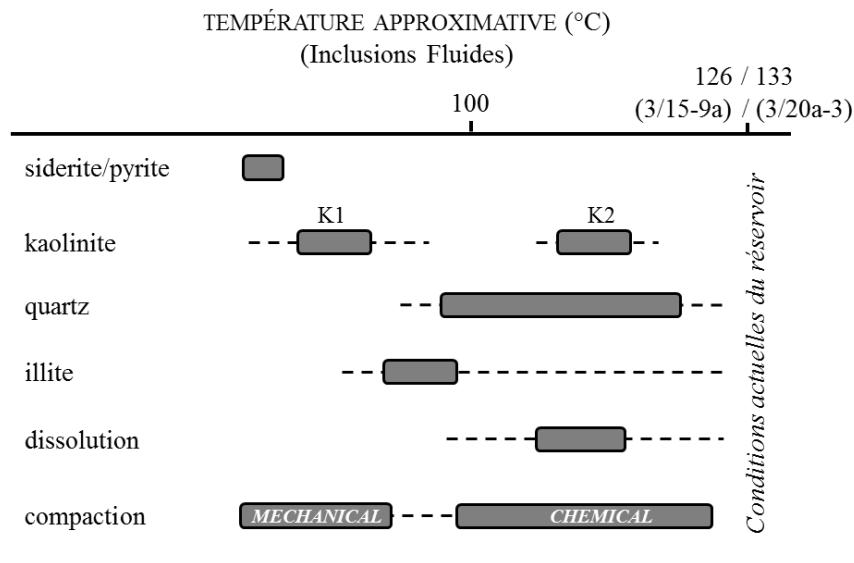 TEMPÉRATURE APPROXIMATIVE (°C)
(Inclusions Fluides)
126 / 133
100
(3/15-9a) / (3/20a-3)
siderite/pyrite
K1
K2
kaolinite
quartz
illite
dissolution
compaction
MECHANICAL
CHEMICAL
Conditions actuelles du réservoir